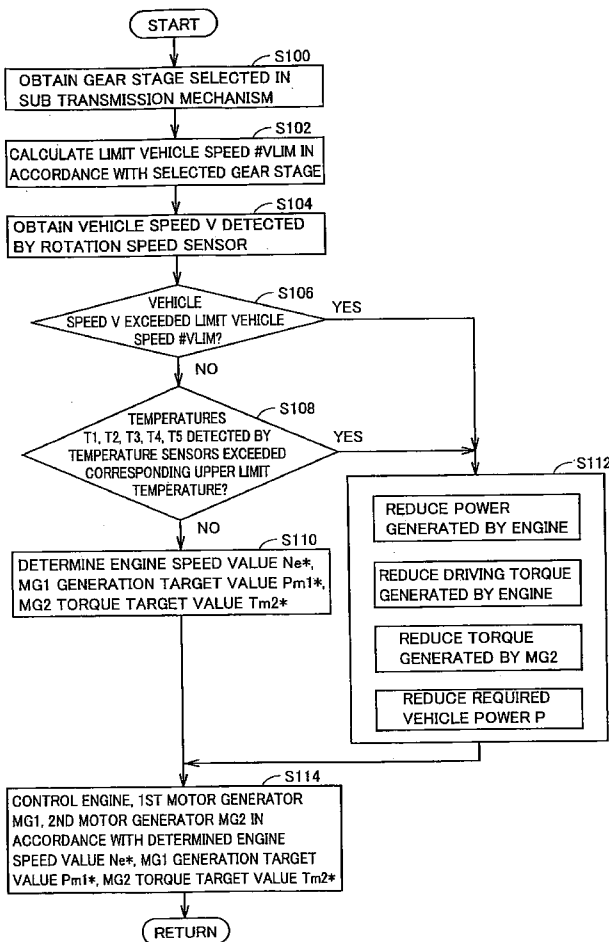 START
S100
OBTAIN GEAR STAGE SELECTED IN
SUB TRANSMISSION MECHANISM
S102
CALCULATE LIMIT VEHICLE SPEED #VLIM IN
ACCORDANCE WITH SELECTED GEAR STAGE
S104
OBTAIN VEHICLE SPEED V DETECTED
BY ROTATION SPEED SENSOR
S106
VEHICLE
SPEED V EXCEEDED LIMIT VEHICLE
SPEED #VLIM?
YES
NO
S108
TEMPERATURES
T1, T2, T3, T4, T5 DETECTED BY
TEMPERATURE SENSORS EXCEEDED
CORRESPONDING UPPER LIMIT
TEMPERATURE?
YES
NO
S112
REDUCE POWER
GENERATED BY ENGINE
REDUCE DRIVING TORQUE
GENERATED BY ENGINE
REDUCE TORQUE
GENERATED BY MG2
REDUCE REQUIRED
VEHICLE POWER P
S110
DETERMINE ENGINE SPEED VALUE Ne*,
MG1 GENERATION TARGET VALUE Pm1*,
MG2 TORQUE TARGET VALUE Tm2*
S114
CONTROL ENGINE, 1ST MOTOR GENERATOR
MG1, 2ND MOTOR GENERATOR MG2 IN
ACCORDANCE WITH DETERMINED ENGINE
SPEED VALUE Ne*, MG1 GENERATION TARGET
VALUE Pm1*, MG2 TORQUE TARGET VALUE Tm2*
RETURN